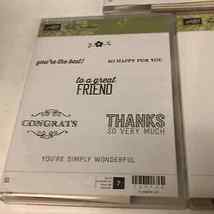 you're the best!
SO HAPPY FOR YOU
to a great
FRIEND
CONGRATS
THANKS
SO VERY MUCH
YOU'RE SIMPLY WONDERFUL
7